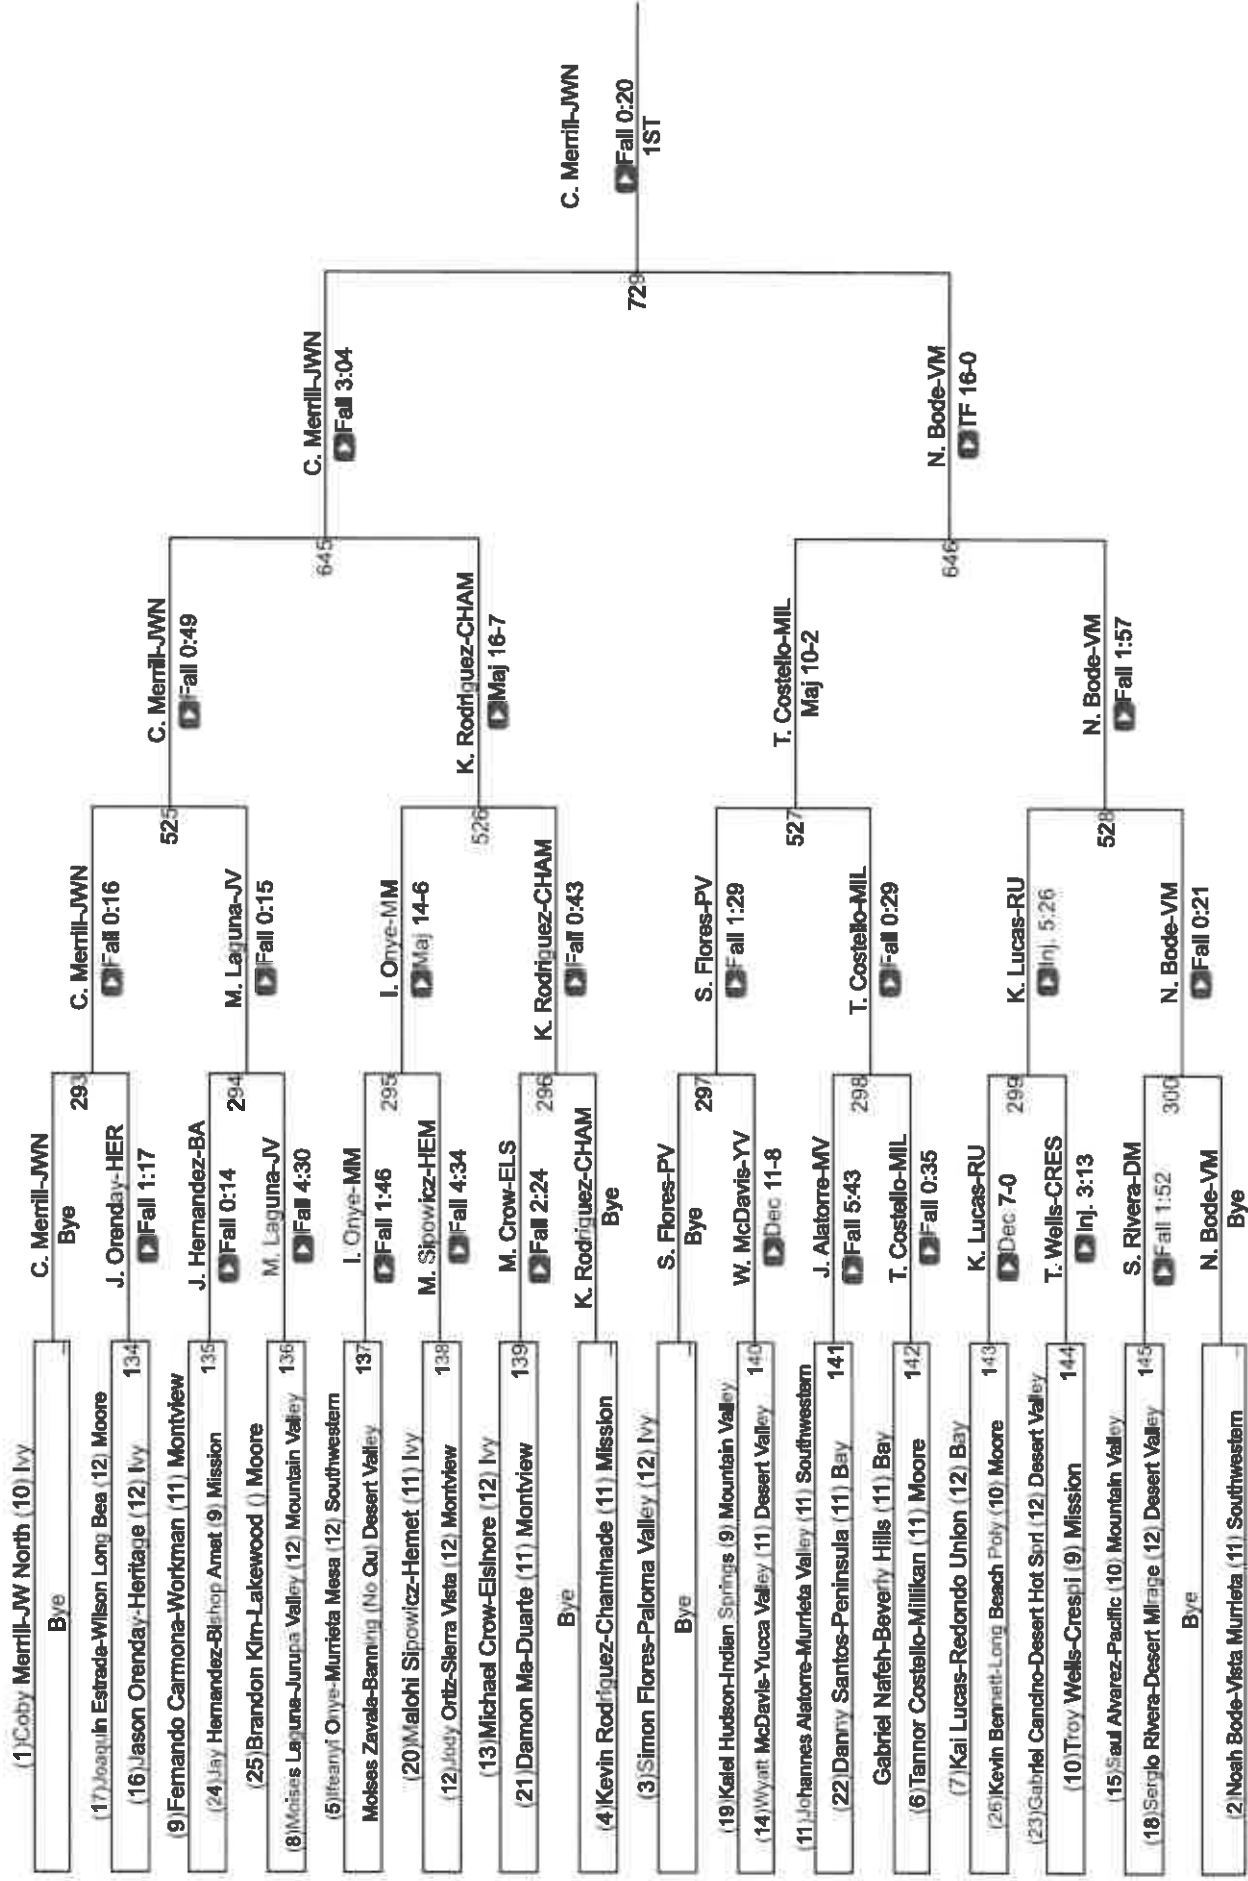 (1)Coby Merrill-JW North (10) Ivy
Bye
(17)Joaquin Estrada-Wilson Long Bea (12) Moore
(16)Jason Orenday-Heritage (12) Ivy
134
(9)Fernando Carmona-Workman (11) Montview
(24)Jay Hernandez-Bishop Amat (9) Mission
135
(25)Brandon Kim-Lakewood () Moore
(8)Moises Laguna-Jurupa Valley (12) Mountain Valley
136
(5)Ifeanyi Onye-Murrieta Mesa (12) Southwestern
Moises Zavala-Banning (No Qu) Desert Valley
137
(20)Malohi Sipowicz-Hemet (11) Ivy
(12)Jody Ortiz-Sierra Vista (12) Montview
138
(13)Michael Crow-Elsinore (12) Ivy
(21)Damon Ma-Duarte (11) Montview
139
Bye
(4)Kevin Rodriguez-Chaminade (11) Mission
(3)Simon Flores-Paloma Valley (12) Ivy
Bye
(19)Kalel Hudson-Indian Springs (9) Mountain Valley
(14)Wyatt McDavis-Yucca Valley (11) Desert Valley
140
(11)Johannes Alatorre-Murrieta Valley (11) Southwestern
(22)Danny Santos-Peninsula (11) Bay
141
Gabriel Nafeh-Beverly Hills (11) Bay
(6)Tannor Costello-Millikan (11) Moore
142
(7)Kai Lucas-Redondo Union (12) Bay
(26)Kevin Bennett-Long Beach Poly (10) Moore
143
(23)Gabriel Cancino-Desert Hot Spri (12) Desert Valley
(10)Troy Wells-Crespi (9) Mission
144
(15)Saul Alvarez-Pacific (10) Mountain Valley
(18)Sergio Rivera-Desert Mirage (12) Desert Valley
145
Bye
(2)Noah Bode-Vista Murrieta (11) Southwestern
C. Merrill-JWN
Bye
293
J. Orenday-HER
Fall 1:17
J. Hernandez-BA
Fall 0:14
294
M. Laguna-JV
Fall 4:30
I. Onye-MM
Fall 1:46
295
M. Sipowicz-HEM
Fall 4:34
M. Crow-ELS
Fall 2:24
296
K. Rodriguez-CHAM
Bye
S. Flores-PV
Bye
297
W. McDavis-YV
Dec 11-8
J. Alatorre-MV
Fall 5:43
298
T. Costello-MIL
Fall 0:35
K. Lucas-RU
Dec 7-0
299
T. Wells-CRES
Inj. 3:13
S. Rivera-DM
Fall 1:52
300
N. Bode-VM
Bye
C. Merrill-JWN
Fall 0:16
525
M. Laguna-JV
Fall 0:15
I. Onye-MM
Maj 14-6
526
K. Rodriguez-CHAM
Fall 0:43
S. Flores-PV
Fall 1:29
527
T. Costello-MIL
Fall 0:29
K. Lucas-RU
Inj. 5:26
528
N. Bode-VM
Fall 0:21
C. Merrill-JWN
Fall 0:49
645
K. Rodriguez-CHAM
Maj 16-7
T. Costello-MIL
Maj 10-2
646
N. Bode-VM
Fall 1:57
C. Merrill-JWN
Fall 3:04
729
N. Bode-VM
TF 16-0
C. Merrill-JWN
Fall 0:20
1ST